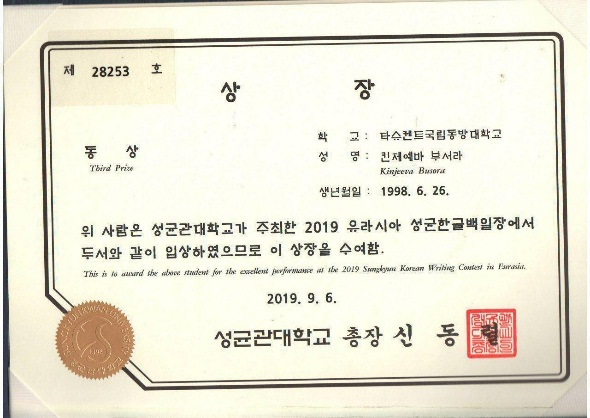 제 28253 호
상 장
동 상
Third Prize
학 교 : 타슈켄트국립동방대학교
성 명 : 킨제예바 부서라
Kinjeeva Busora
생년월일 : 1998. 6. 26.
위 사람은 성균관대학교가 주최한 2019 유라시아 성균한글백일장에서
두서와 같이 입상하였으므로 이 상장을 수여함.
This is to award the above student for the excellent performance at the 2019 Sungkyun Korean Writing Contest in Eurasia.
2019. 9. 6.
성균관대학교 총장 신 동 렬
1398